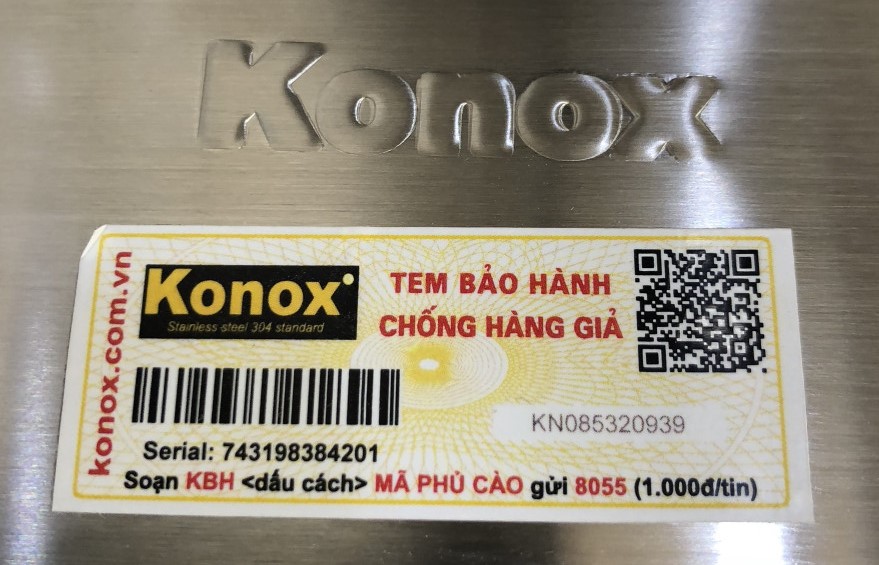 Konox
konox.com.vn
Konox
Stainless steel 304 standard
TEM BẢO HÀNH
CHỐNG HÀNG GIẢ
KN085320939
Serial: 743198384201
Soạn KBH <dấu cách> MÃ PHỦ CÀO gửi 8055 (1.000đ/tin)